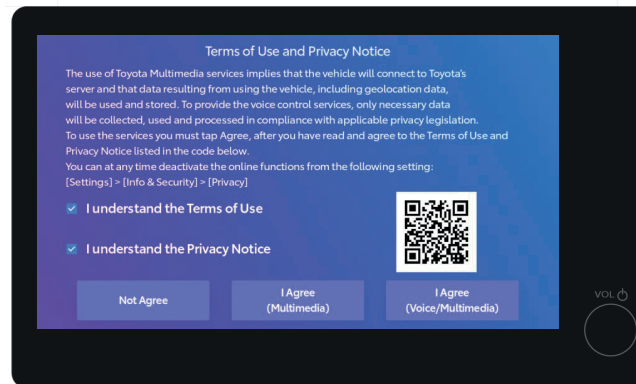 Terms of Use and Privacy Notice
The use of Toyota Multimedia services implies that the vehicle will connect to Toyota's
server and that data resulting from using the vehicle, including geolocation data,
will be used and stored. To provide the voice control services, only necessary data
will be collected, used and processed in compliance with applicable privacy legislation.
To use the services you must tap Agree, after you have read and agree to the Terms of Use and
Privacy Notice listed in the code below.
You can at any time deactivate the online functions from the following setting:
[Settings] > [Info & Security] > [Privacy]
I understand the Terms of Use
I understand the Privacy Notice
Not Agree
I Agree
(Multimedia)
I Agree
(Voice/Multimedia)
VOL